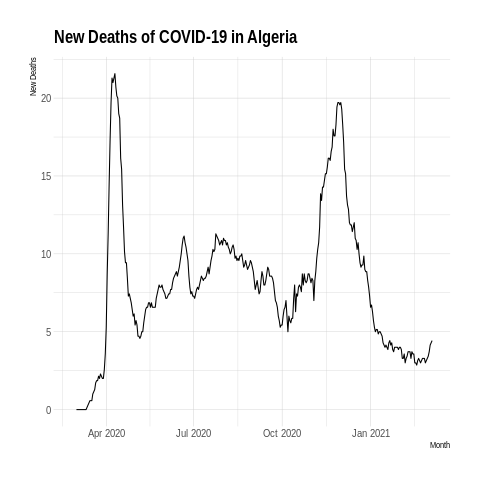 New Deaths of COVID-19 in Algeria
New Deaths
20
15
10
5
0
Apr 2020 Jul 2020 Oct 2020 Jan 2021
Month